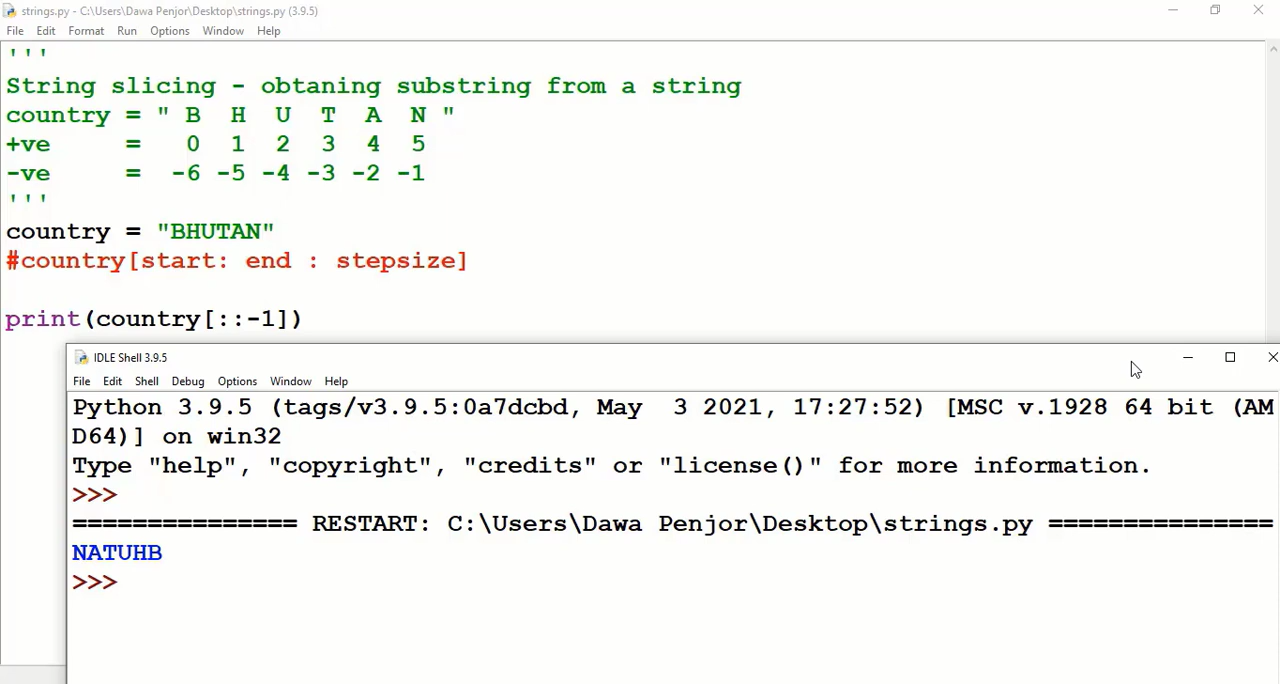 strings.py - C:\Users\Dawa Penjor\Desktop\strings.py (3.9.5)
File Edit Format Run Options Window Help
'''
String slicing - obtaning substring from a string
country = " B H U T A N "
+ve = 0 1 2 3 4 5
-ve = -6 -5 -4 -3 -2 -1
'''
country = "BHUTAN"
#country[start: end : stepsize]
print(country[::-1])
IDLE Shell 3.9.5
File Edit Shell Debug Options Window Help
Python 3.9.5 (tags/v3.9.5:0a7dcbd, May 3 2021, 17:27:52) [MSC v.1928 64 bit (AM
D64)] on win32
Type "help", "copyright", "credits" or "license()" for more information.
>>>
=============== RESTART: C:\Users\Dawa Penjor\Desktop\strings.py ===============
NATUHB
>>>